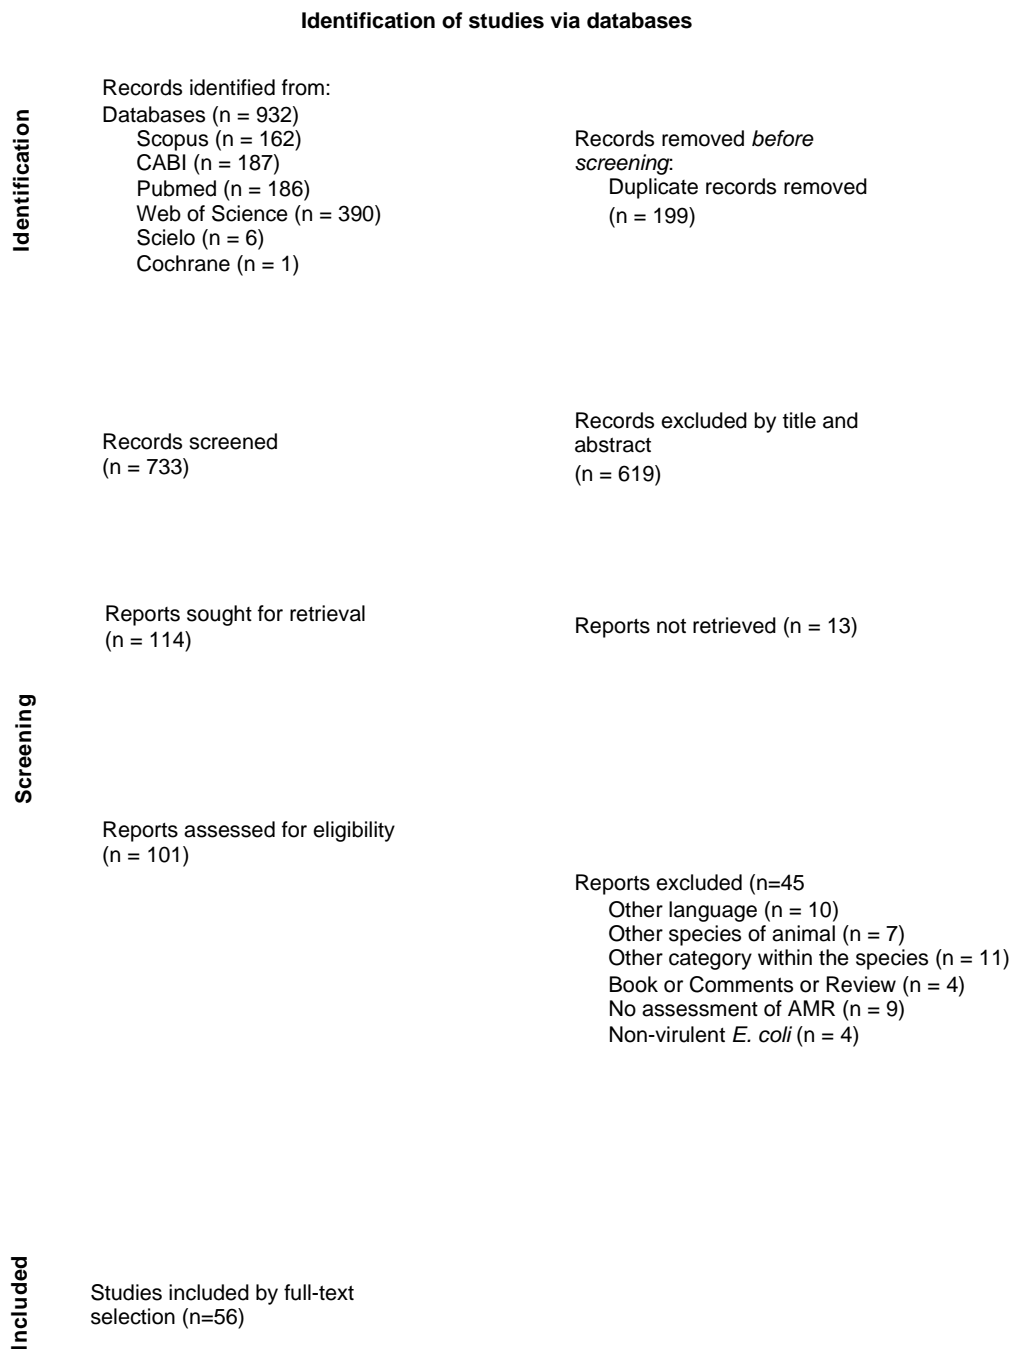 Identification of studies via databases
Identification
Records identified from:
Databases (n = 932)
Scopus (n = 162)
CABI (n = 187)
Pubmed (n = 186)
Web of Science (n = 390)
Scielo (n = 6)
Cochrane (n = 1)
Records removed before
screening:
Duplicate records removed
(n = 199)
Screening
Records screened
(n = 733)
Records excluded by title and
abstract
(n = 619)
Reports sought for retrieval
(n = 114)
Reports not retrieved (n = 13)
Reports assessed for eligibility
(n = 101)
Reports excluded (n=45
Other language (n = 10)
Other species of animal (n = 7)
Other category within the species (n = 11)
Book or Comments or Review (n = 4)
No assessment of AMR (n = 9)
Non-virulent E. coli (n = 4)
Included
Studies included by full-text
selection (n=56)